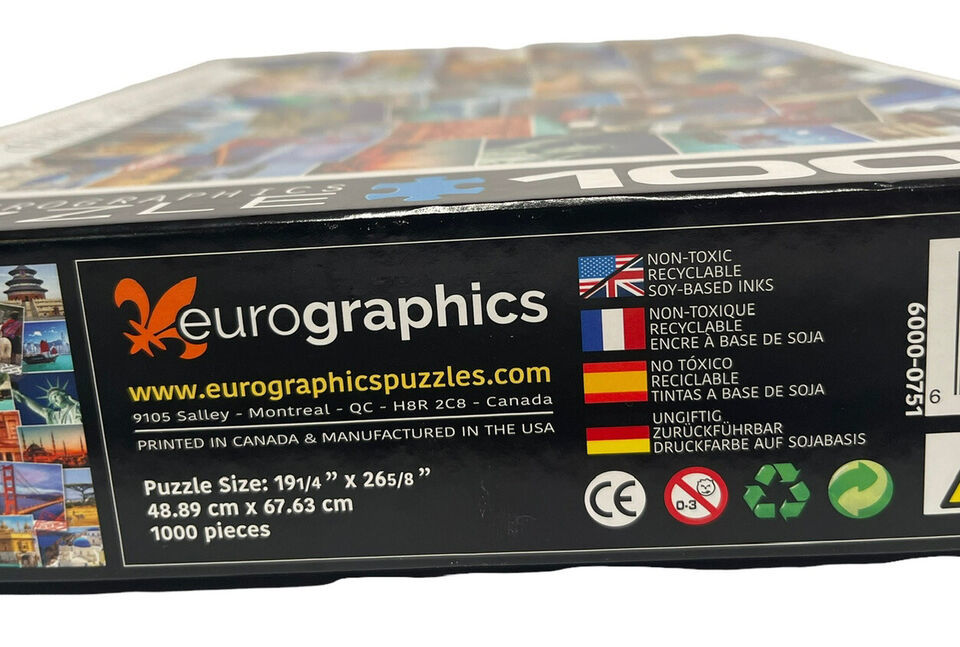 100
eurographics
www.eurographicspuzzles.com
9105 Salley - Montreal - QC - H8R 2C8 - Canada
PRINTED IN CANADA & MANUFACTURED IN THE USA
Puzzle Size: 19 1/4 ” x 26 5/8 ”
48.89 cm x 67.63 cm
1000 pieces
NON-TOXIC
RECYCLABLE
SOY-BASED INKS
NON-TOXIQUE
RECYCLABLE
ENCRE À BASE DE SOJA
NO TÓXICO
RECICLABLE
TINTAS A BASE DE SOJA
UNGIFTIG
ZURÜCKFÜHRBAR
DRUCKFARBE AUF SOJABASIS
CE
0-3
6000-0751
6